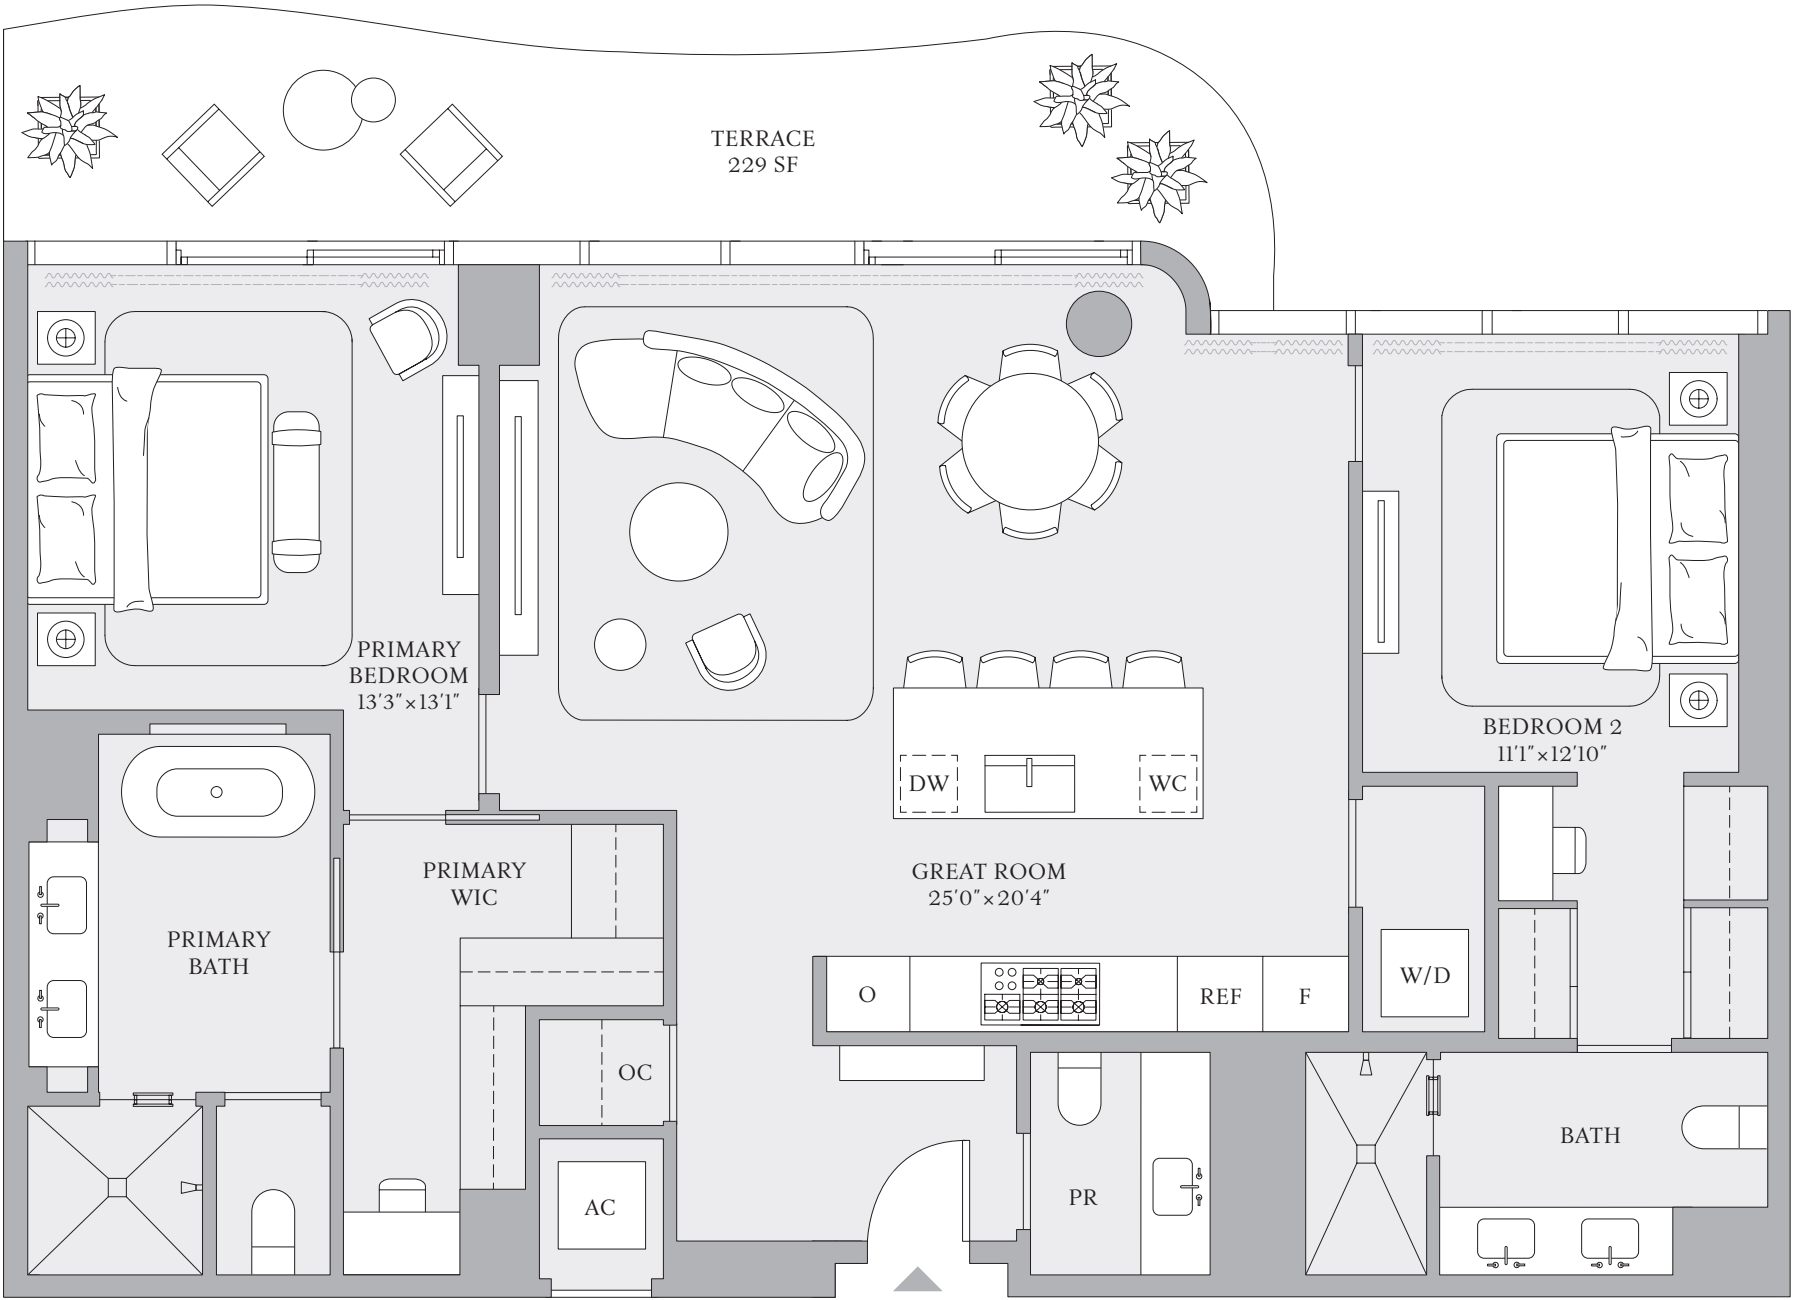 TERRACE
229 SF
PRIMARY
BEDROOM
13'3"×13'1"
BEDROOM 2
11'1"×12'10"
DW
WC
GREAT ROOM
25'0"×20'4"
PRIMARY
WIC
PRIMARY
BATH
O
REF
F
W/D
OC
AC
PR
BATH